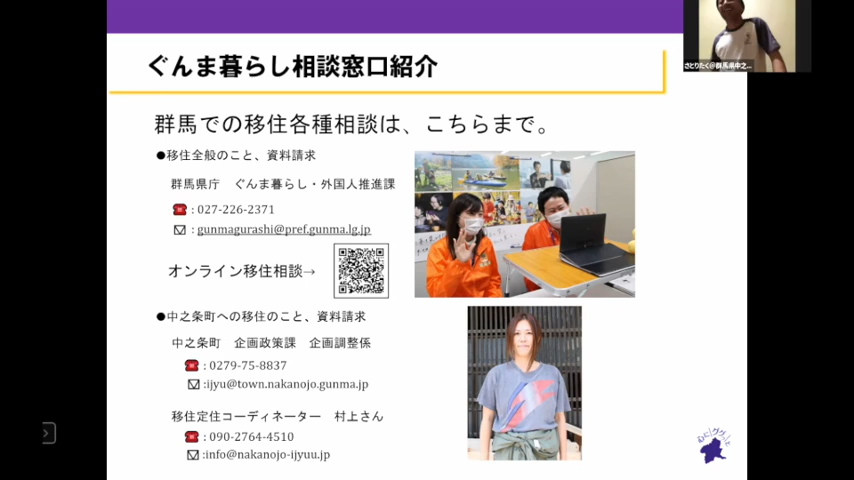 ぐんま暮らし相談窓口紹介
さとりたく@群馬県中之...
群馬での移住各種相談は、こちらまで。
●移住全般のこと、資料請求
群馬県庁　ぐんま暮らし・外国人推進課
: 027-226-2371
: gunmagurashi@pref.gunma.lg.jp
オンライン移住相談→
●中之条町への移住のこと、資料請求
中之条町　企画政策課　企画調整係
: 0279-75-8837
:ijyu@town.nakanojo.gunma.jp
移住定住コーディネーター　村上さん
: 090-2764-4510
:info@nakanojo-ijyuu.jp